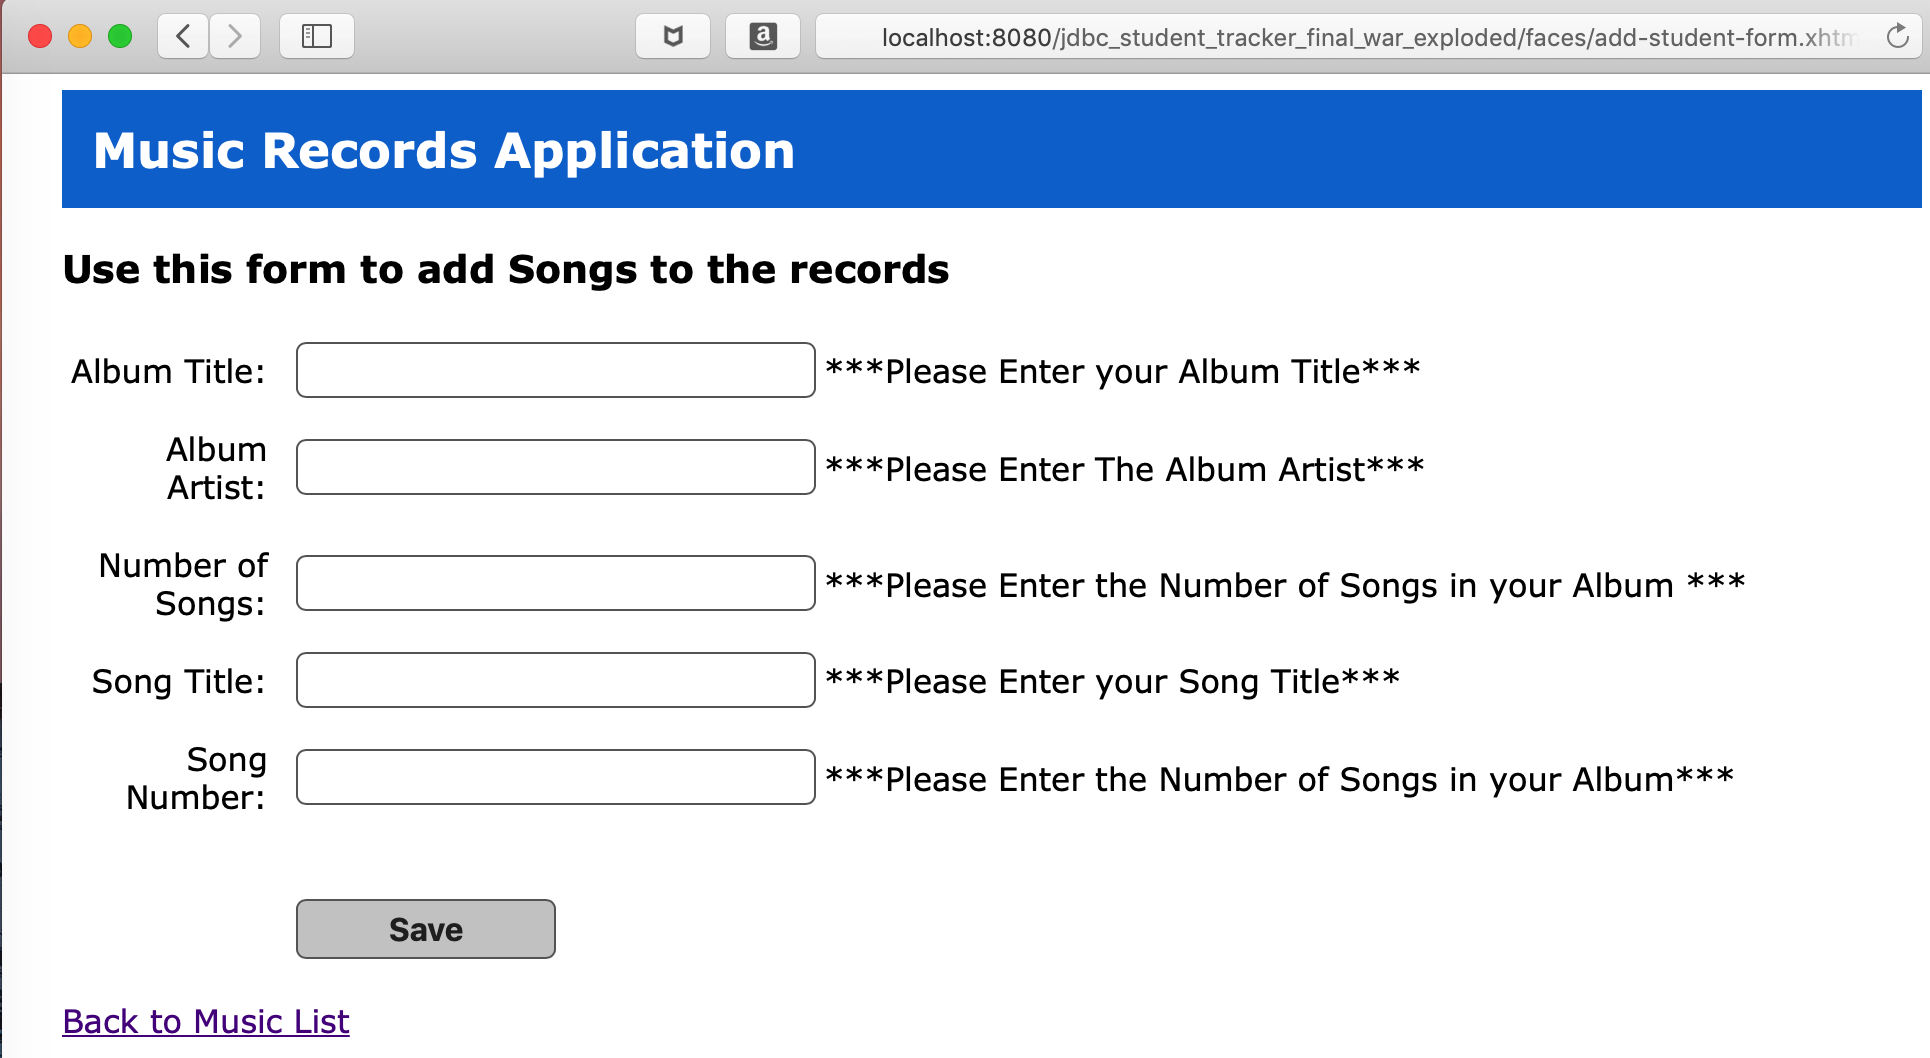 localhost:8080/jdbc_student_tracker_final_war_exploded/faces/add-student-form.xhtm
Music Records Application
Use this form to add Songs to the records
Album Title: ***Please Enter your Album Title***
Album
Artist: ***Please Enter The Album Artist***
Number of
Songs: ***Please Enter the Number of Songs in your Album ***
Song Title: ***Please Enter your Song Title***
Song
Number: ***Please Enter the Number of Songs in your Album***
Save
Back to Music List